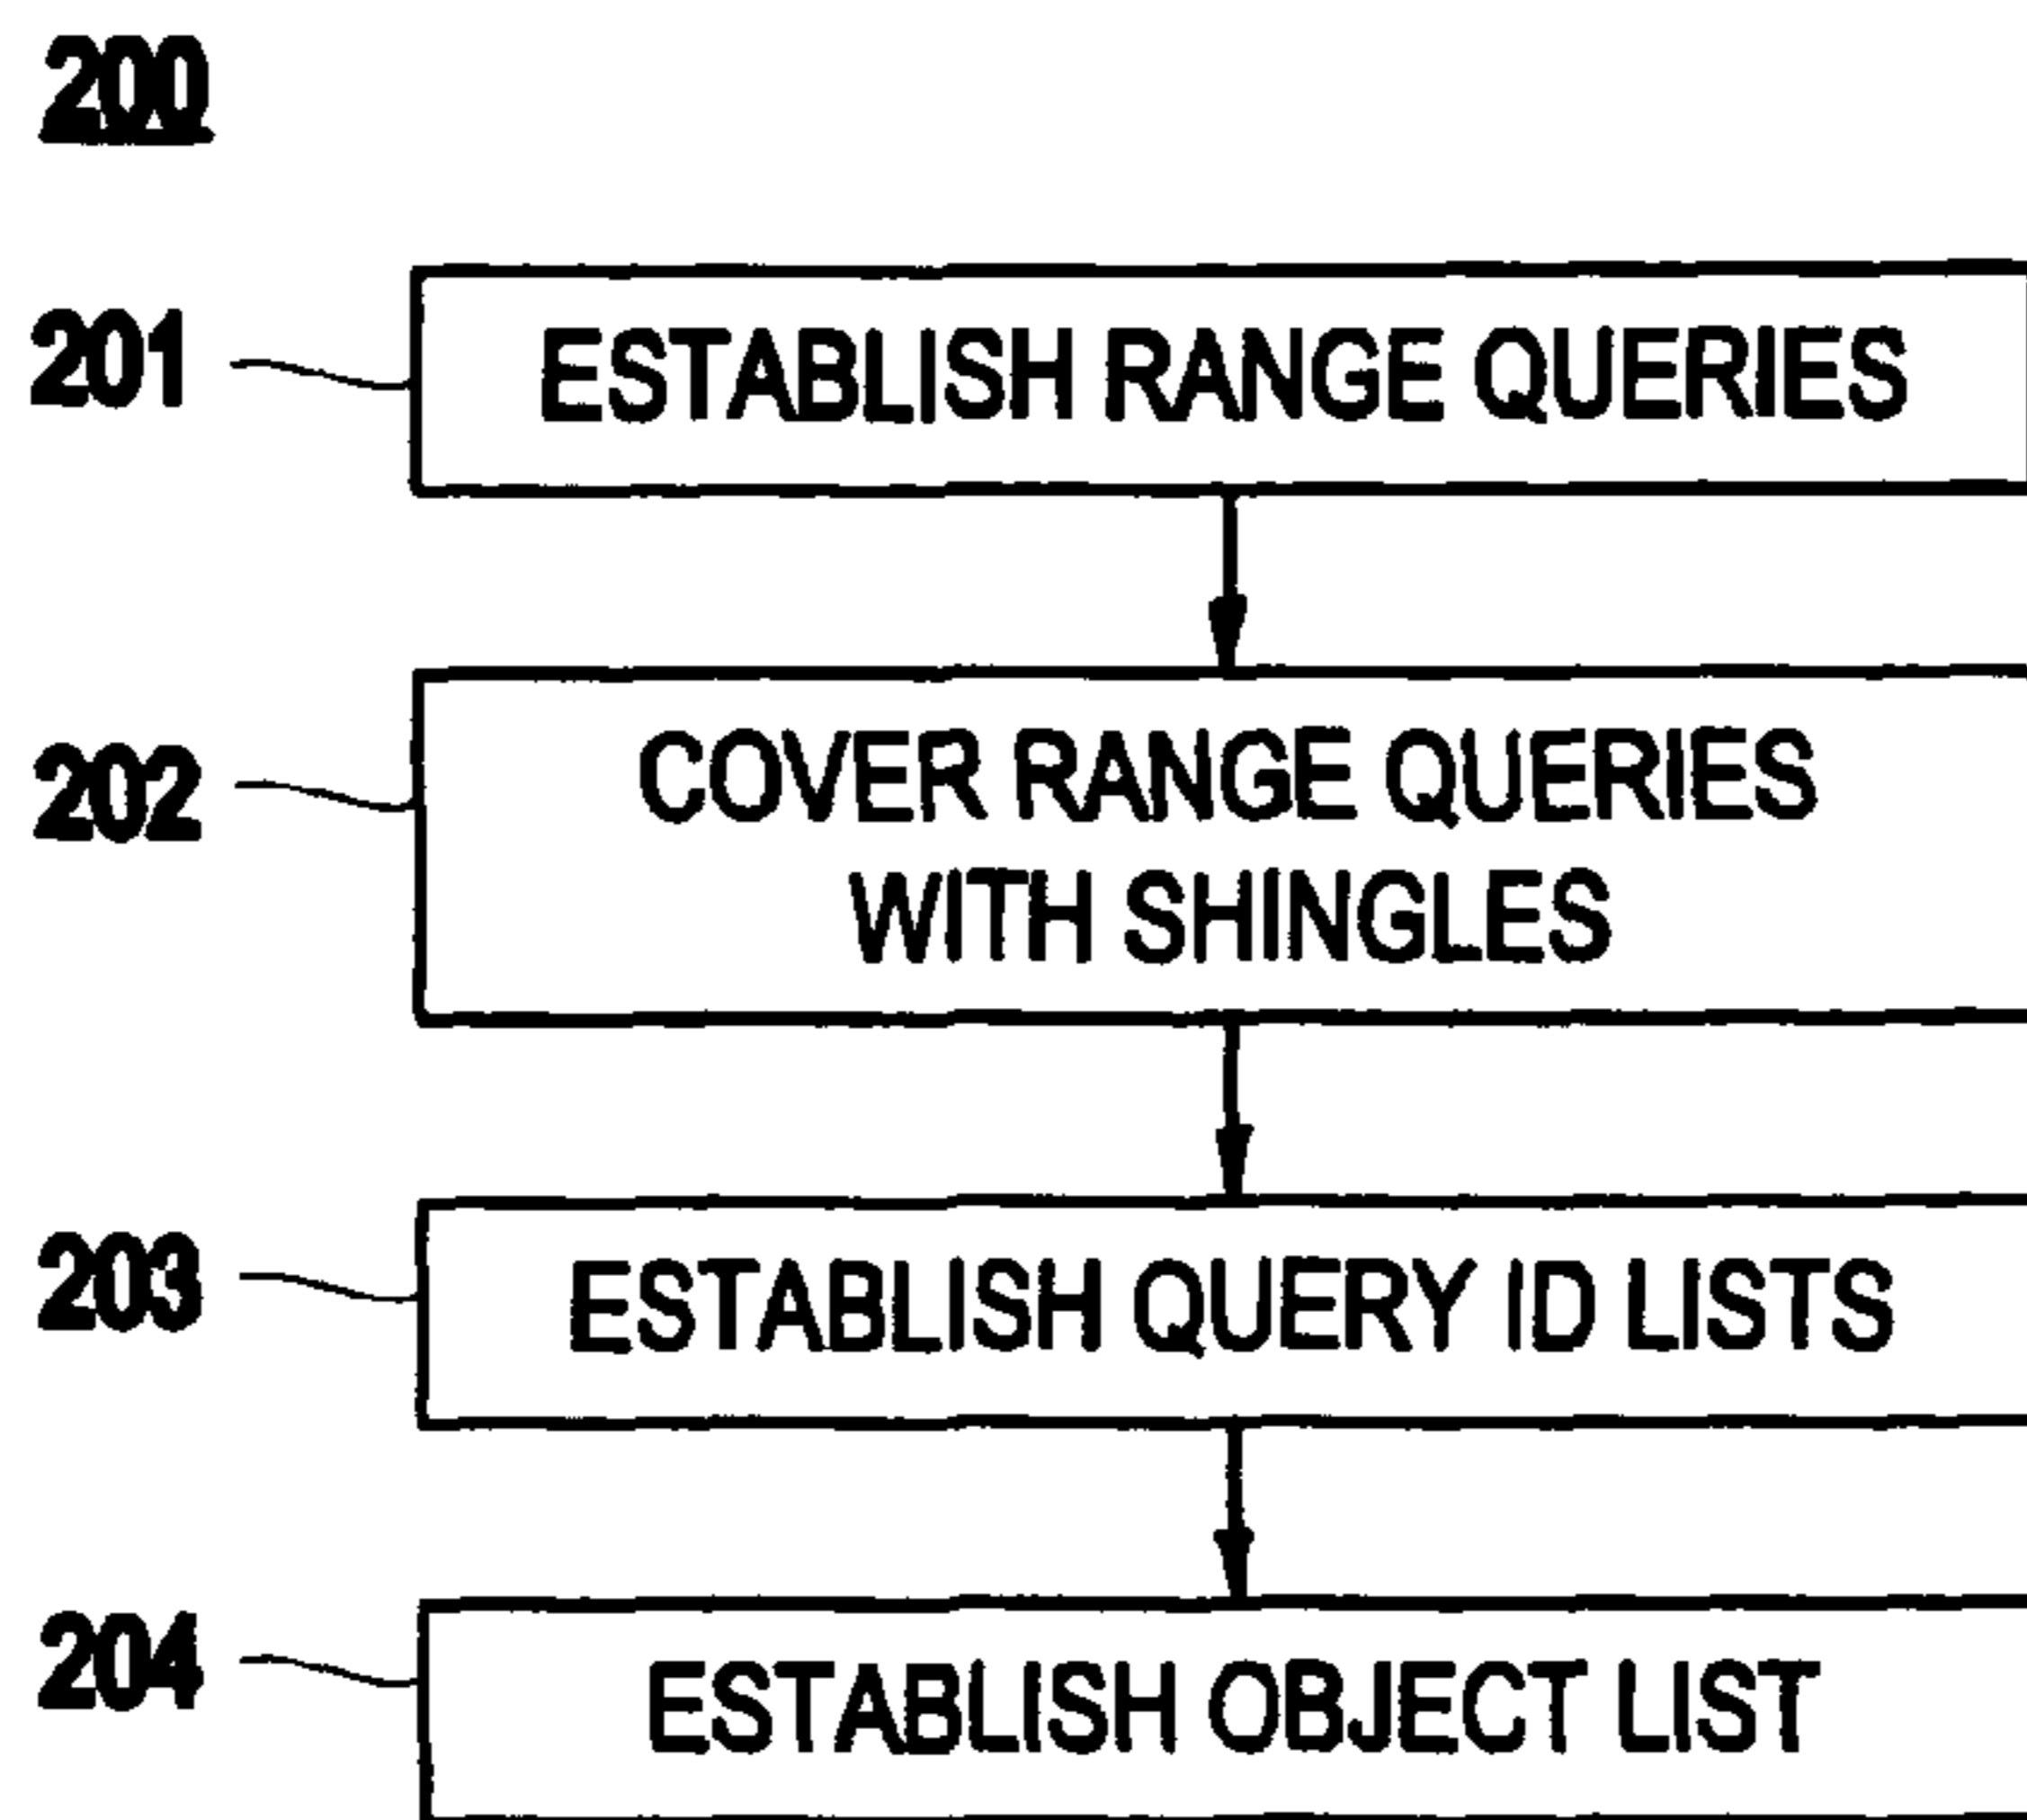 200
201
ESTABLISH RANGE QUERIES
202
COVER RANGE QUERIES
WITH SHINGLES
203
ESTABLISH QUERY ID LISTS
204
ESTABLISH OBJECT LIST